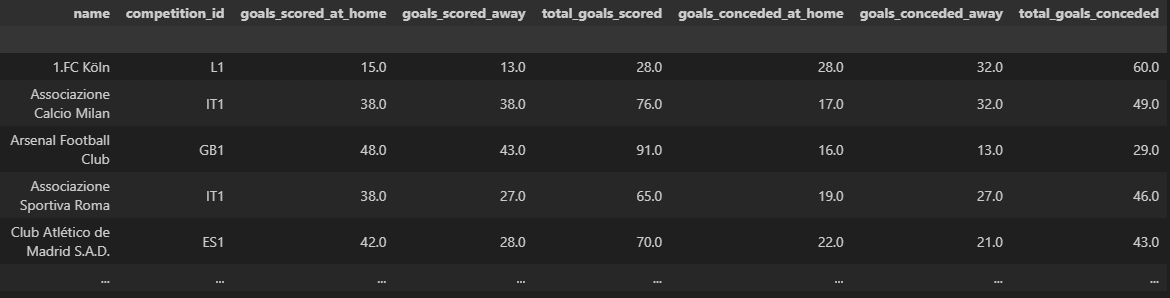 name competition_id goals_scored_at_home goals_scored_away total_goals_scored goals_conceded_at_home goals_conceded_away total_goals_conceded
1.FC Köln L1 15.0 13.0 28.0 28.0 32.0 60.0
Associazione
Calcio Milan IT1 38.0 38.0 76.0 17.0 32.0 49.0
Arsenal Football
Club GB1 48.0 43.0 91.0 16.0 13.0 29.0
Associazione
Sportiva Roma IT1 38.0 27.0 65.0 19.0 27.0 46.0
Club Atlético de
Madrid S.A.D. ES1 42.0 28.0 70.0 22.0 21.0 43.0
... ... ... ... ... ... ... ...